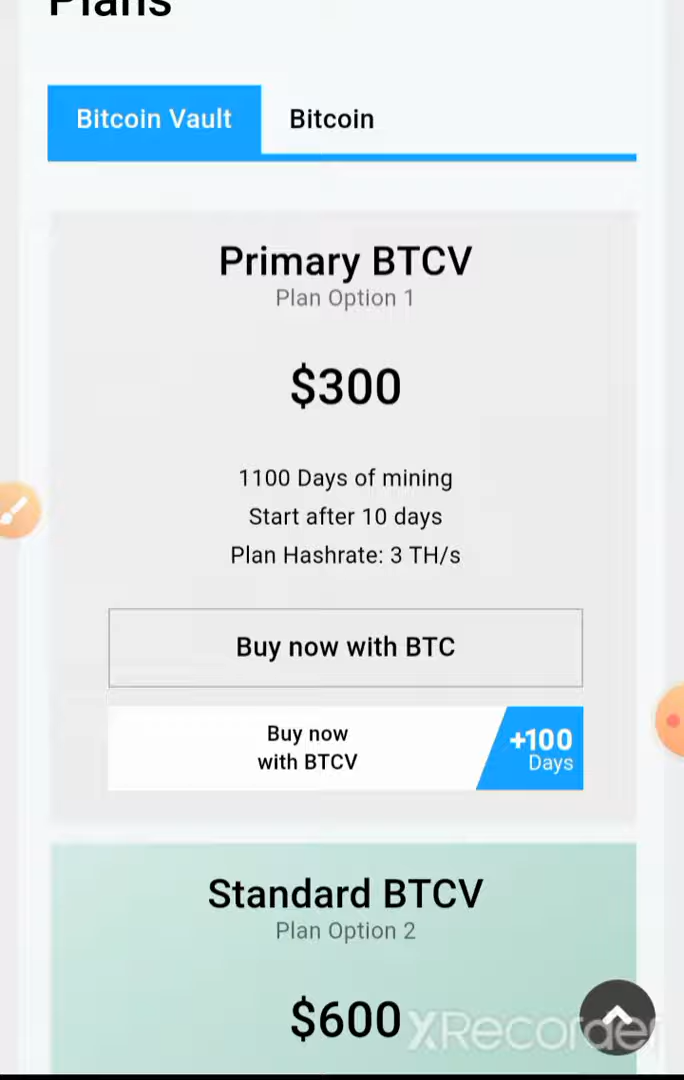 Plans
Bitcoin Vault
Bitcoin
Primary BTCV
Plan Option 1
$300
1100 Days of mining
Start after 10 days
Plan Hashrate: 3 TH/s
Buy now with BTC
Buy now
with BTCV
+100
Days
Standard BTCV
Plan Option 2
$600
XRecorder